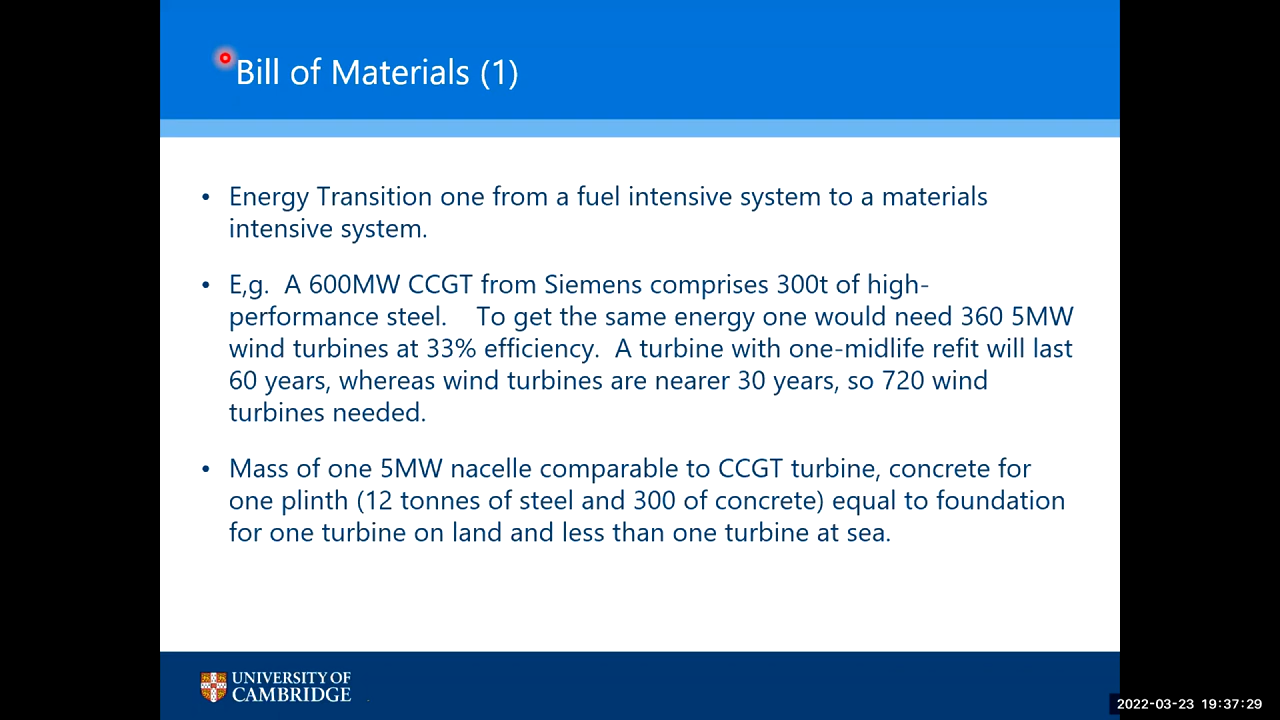 Bill of Materials (1)
• Energy Transition one from a fuel intensive system to a materials
intensive system.
• E,g. A 600MW CCGT from Siemens comprises 300t of high-
performance steel. To get the same energy one would need 360 5MW
wind turbines at 33% efficiency. A turbine with one-midlife refit will last
60 years, whereas wind turbines are nearer 30 years, so 720 wind
turbines needed.
• Mass of one 5MW nacelle comparable to CCGT turbine, concrete for
one plinth (12 tonnes of steel and 300 of concrete) equal to foundation
for one turbine on land and less than one turbine at sea.
UNIVERSITY OF
CAMBRIDGE
2022-03-23 19:37:29